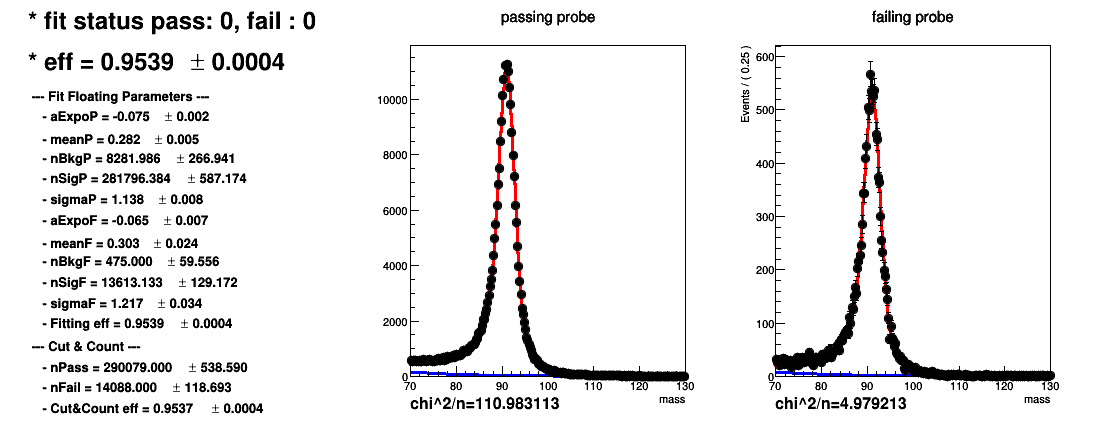 * fit status pass: 0, fail : 0
* eff = 0.9539 ± 0.0004
--- Fit Floating Parameters ---
- aExpoP = -0.075 ± 0.002
- meanP = 0.282 ± 0.005
- nBkgP = 8281.986 ± 266.941
- nSigP = 281796.384 ± 587.174
- sigmaP = 1.138 ± 0.008
- aExpoF = -0.065 ± 0.007
- meanF = 0.303 ± 0.024
- nBkgF = 475.000 ± 59.556
- nSigF = 13613.133 ± 129.172
- sigmaF = 1.217 ± 0.034
- Fitting eff = 0.9539 ± 0.0004
--- Cut & Count ---
- nPass = 290079.000 ± 538.590
- nFail = 14088.000 ± 118.693
- Cut&Count eff = 0.9537 ± 0.0004
passing probe
10000
8000
6000
4000
2000
0
70 80 90 100 110 120 130
mass
chi^2/n=110.983113
failing probe
Events / ( 0.25 )
600
500
400
300
200
100
0
70 80 90 100 110 120 130
mass
chi^2/n=4.979213